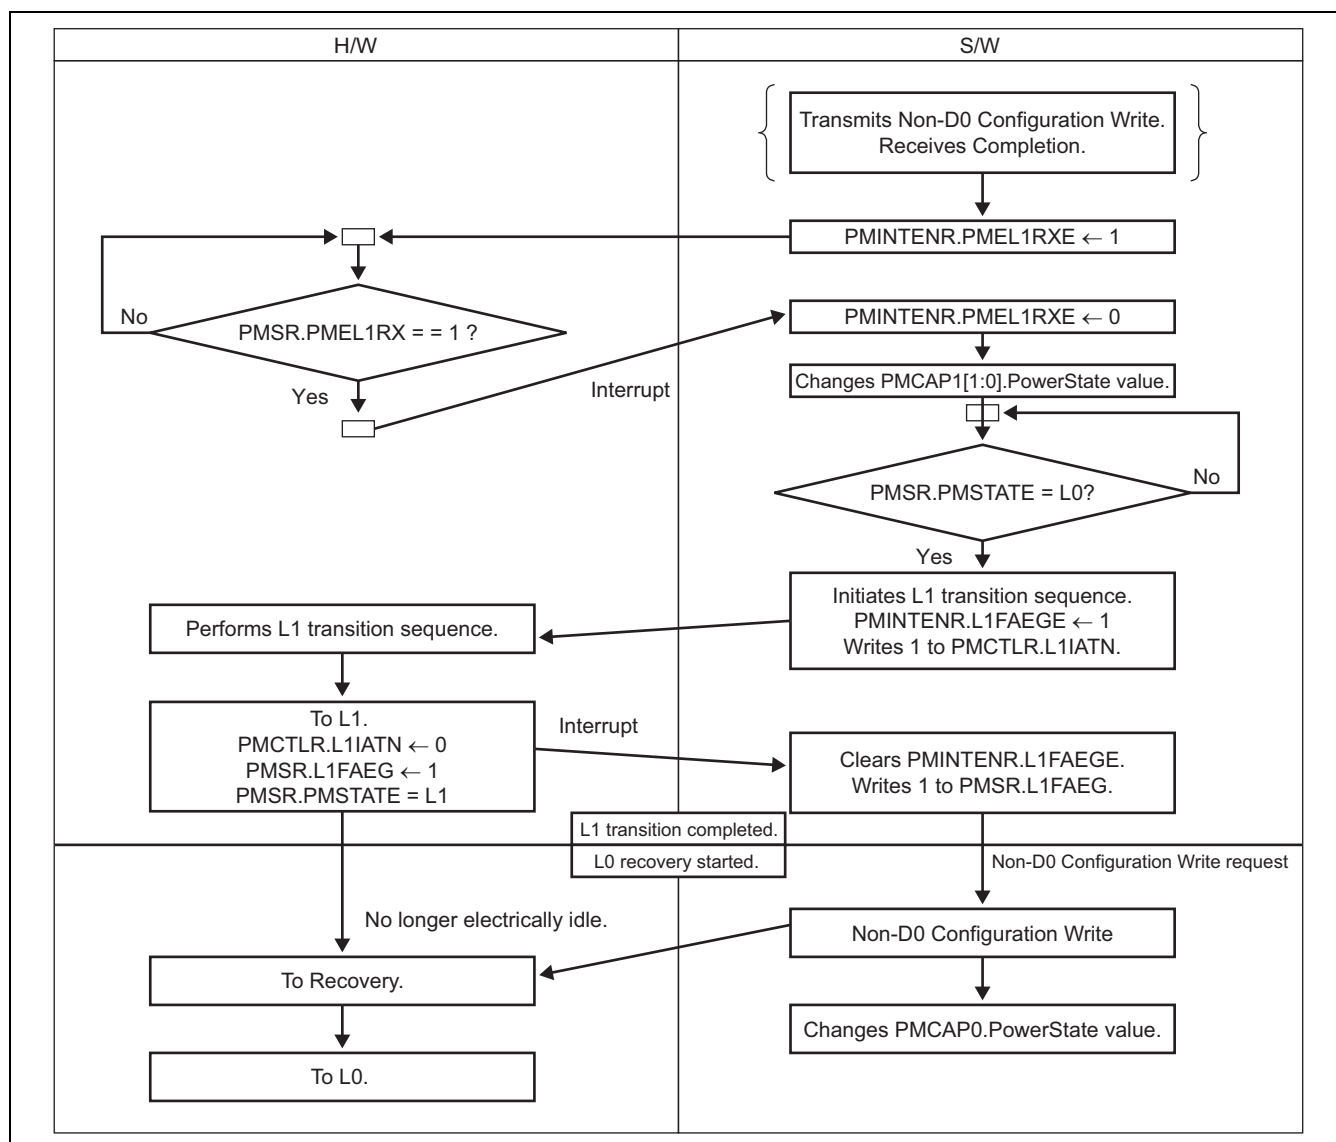 H/W
S/W
Transmits Non-D0 Configuration Write.
Receives Completion.
PMINTENR.PMEL1RXE ← 1
No
PMSR.PMEL1RX = = 1 ?
Yes
Interrupt
PMINTENR.PMEL1RXE ← 0
Changes PMCAP1[1:0].PowerState value.
PMSR.PMSTATE = L0?
No
Yes
Initiates L1 transition sequence.
PMINTENR.L1FAEGE ← 1
Writes 1 to PMCTLR.L1IATN.
Performs L1 transition sequence.
To L1.
PMCTLR.L1IATN ← 0
PMSR.L1FAEG ← 1
PMSR.PMSTATE = L1
Interrupt
Clears PMINTENR.L1FAEGE.
Writes 1 to PMSR.L1FAEG.
L1 transition completed.
L0 recovery started.
Non-D0 Configuration Write request
No longer electrically idle.
Non-D0 Configuration Write
To Recovery.
Changes PMCAP0.PowerState value.
To L0.